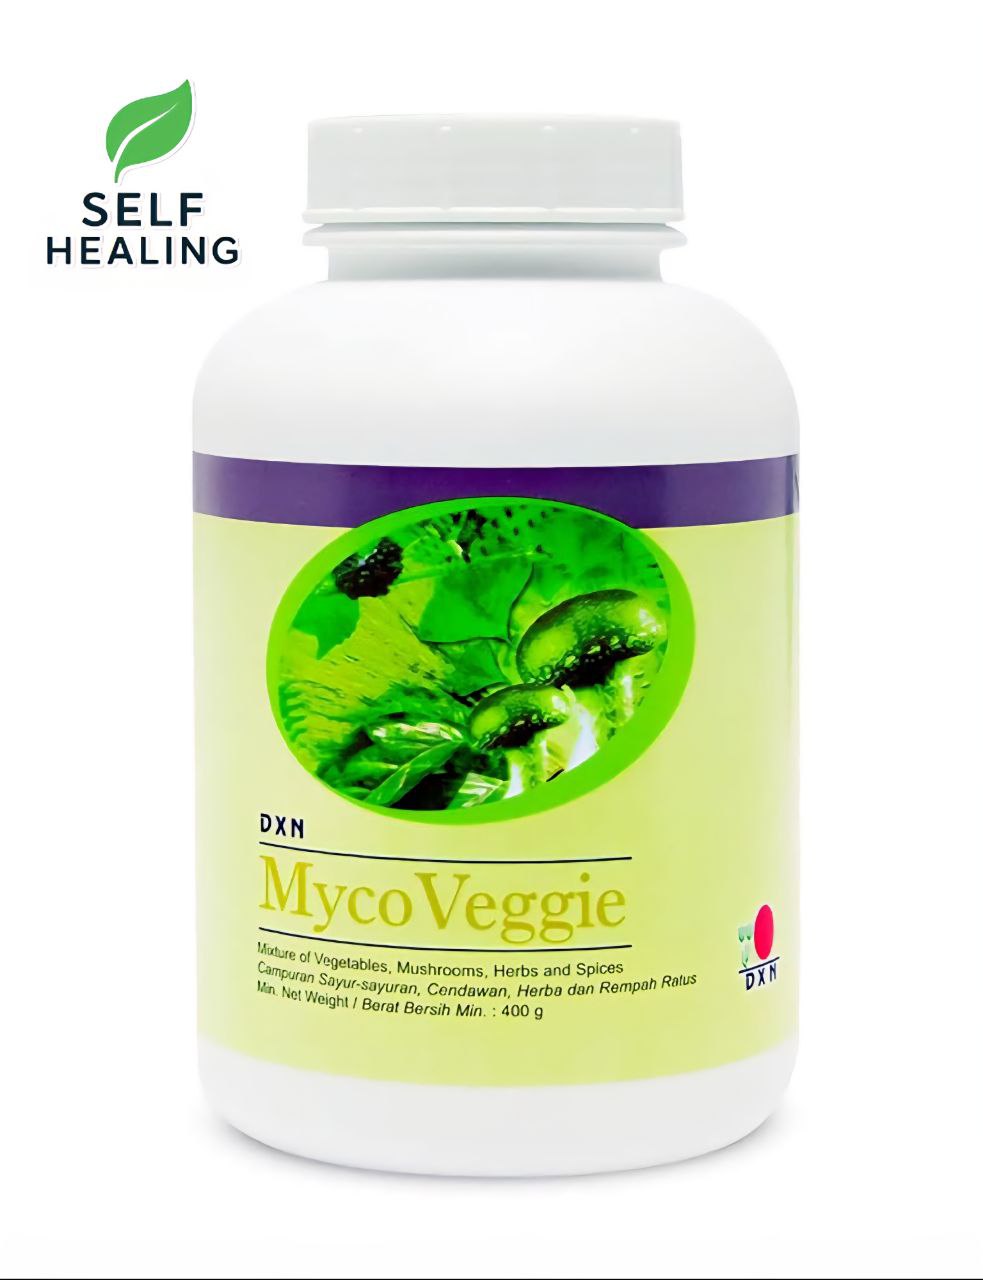 SELF
HEALING
DXN
MycoVeggie
Mixture of Vegetables, Mushrooms, Herbs and Spices
Campuran Sayur-sayuran, Cendawan, Herba dan Rempah Ratus
Min. Net Weight / Berat Bersih Min. : 400 g
DXN